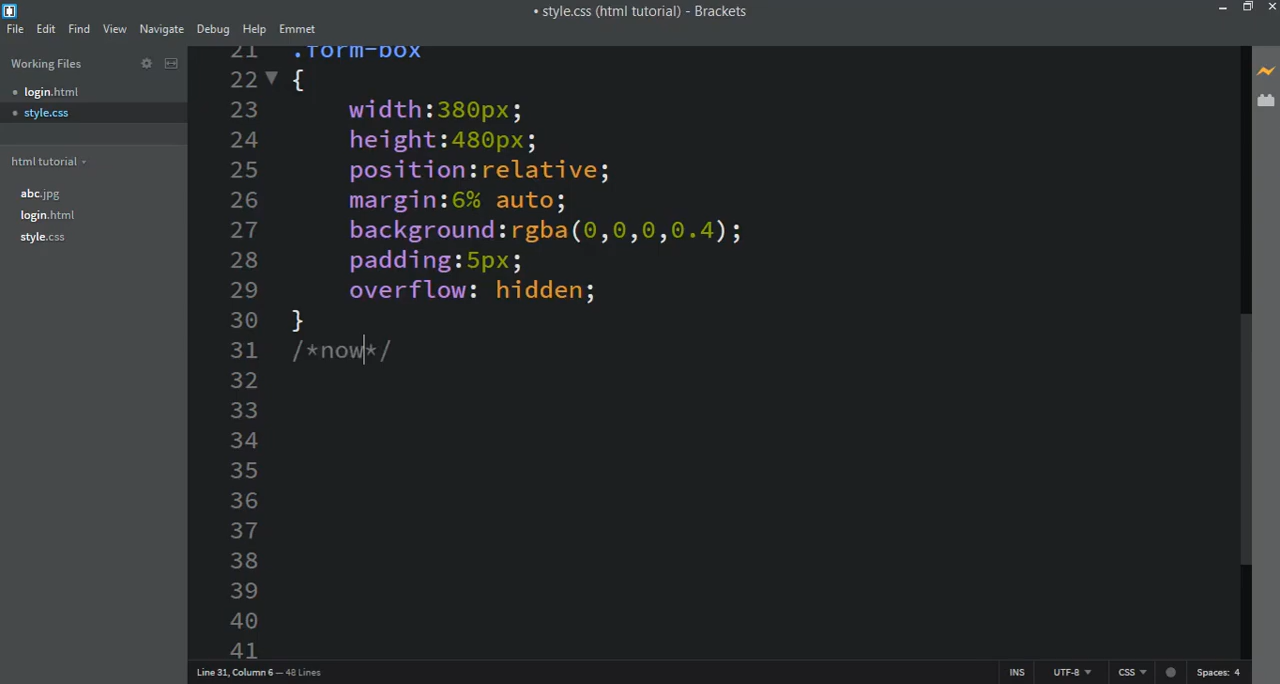 • style.css (html tutorial) - Brackets
File Edit Find View Navigate Debug Help Emmet
Working Files
• login.html
• style.css
html tutorial
abc.jpg
login.html
style.css
21 .form-box
22 {
23 width:380px;
24 height:480px;
25 position:relative;
26 margin:6% auto;
27 background:rgba(0,0,0,0.4);
28 padding:5px;
29 overflow: hidden;
30 }
31 /*now*/
32
33
34
35
36
37
38
39
40
41
Line 31, Column 6 — 48 Lines
INS UTF-8 CSS Spaces: 4